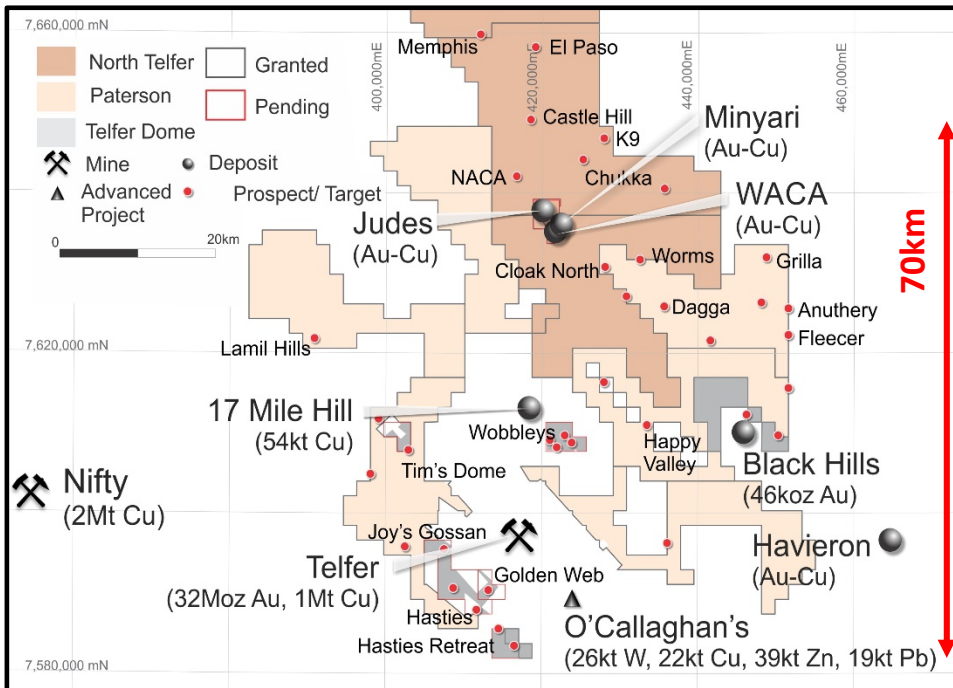 7,660,000 mN
North Telfer
Paterson
Telfer Dome
Granted
Pending
Mine
Deposit
Advanced
Project
Prospect/ Target
0
20km
400,000mE
420,000mE
440,000mE
460,000mE
Memphis
El Paso
Castle Hill
K9
NACA
Chukka
Minyari
(Au-Cu)
WACA
(Au-Cu)
Judes
(Au-Cu)
70km
Cloak North
Worms
Grilla
Dagga
Anuthery
Fleecer
Lamil Hills
7,620,000 mN
17 Mile Hill
(54kt Cu)
Wobbleys
Happy
Valley
Tim's Dome
Black Hills
(46koz Au)
Nifty
(2Mt Cu)
Joy's Gossan
Telfer
(32Moz Au, 1Mt Cu)
Golden Web
Havieron
(Au-Cu)
Hasties
Hasties Retreat
O'Callaghan's
(26kt W, 22kt Cu, 39kt Zn, 19kt Pb)
7,580,000 mN